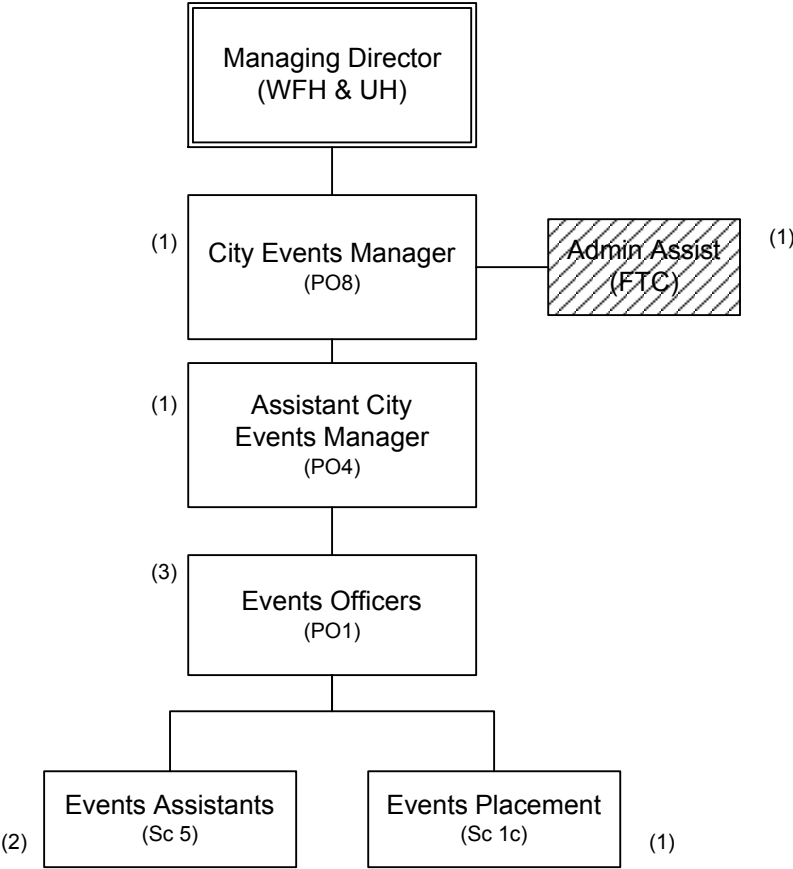 Managing Director
(WFH & UH)
(1)
City Events Manager
(PO8)
Admin Assist
(FTC)
(1)
(1)
Assistant City
Events Manager
(PO4)
(3)
Events Officers
(PO1)
Events Assistants
(Sc 5)
(2)
Events Placement
(Sc 1c)
(1)